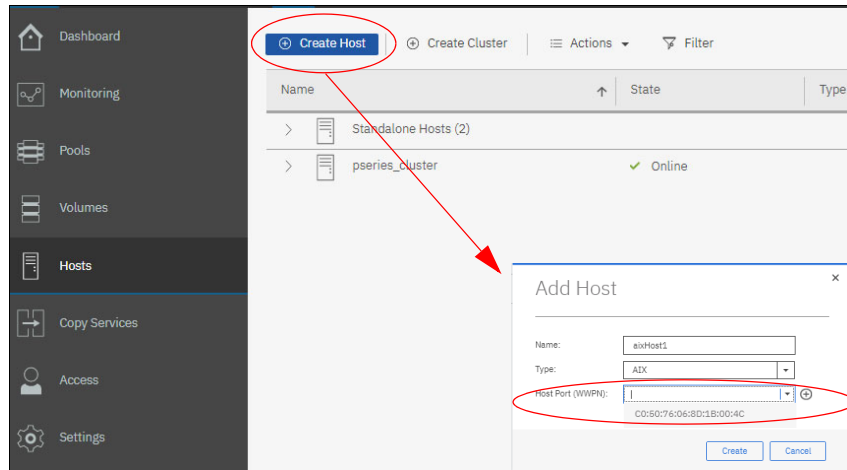 Dashboard
Monitoring
Pools
Volumes
Hosts
Copy Services
Access
Settings
Create Host
Create Cluster
Actions
Filter
Name
State
Type
Standalone Hosts (2)
pseries_cluster
Online
Add Host
Name:
aixHost1
Type:
AIX
Host Port (WWPN):
C0:50:76:06:8D:1B:00:4C
Create
Cancel